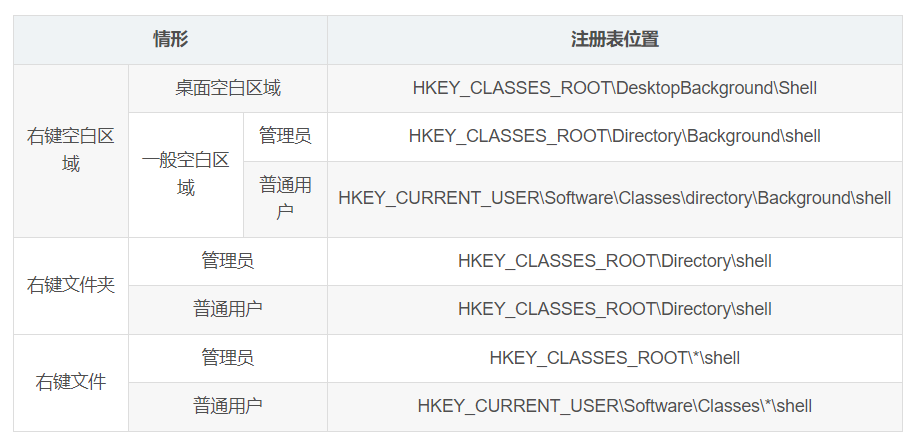 情形
注册表位置
右键空白区
域
桌面空白区域
HKEY_CLASSES_ROOT\DesktopBackground\Shell
一般空白区
域
管理员
HKEY_CLASSES_ROOT\Directory\Background\shell
普通用
户
HKEY_CURRENT_USER\Software\Classes\directory\Background\shell
右键文件夹
管理员
HKEY_CLASSES_ROOT\Directory\shell
普通用户
HKEY_CLASSES_ROOT\Directory\shell
右键文件
管理员
HKEY_CLASSES_ROOT\*\shell
普通用户
HKEY_CURRENT_USER\Software\Classes\*\shell